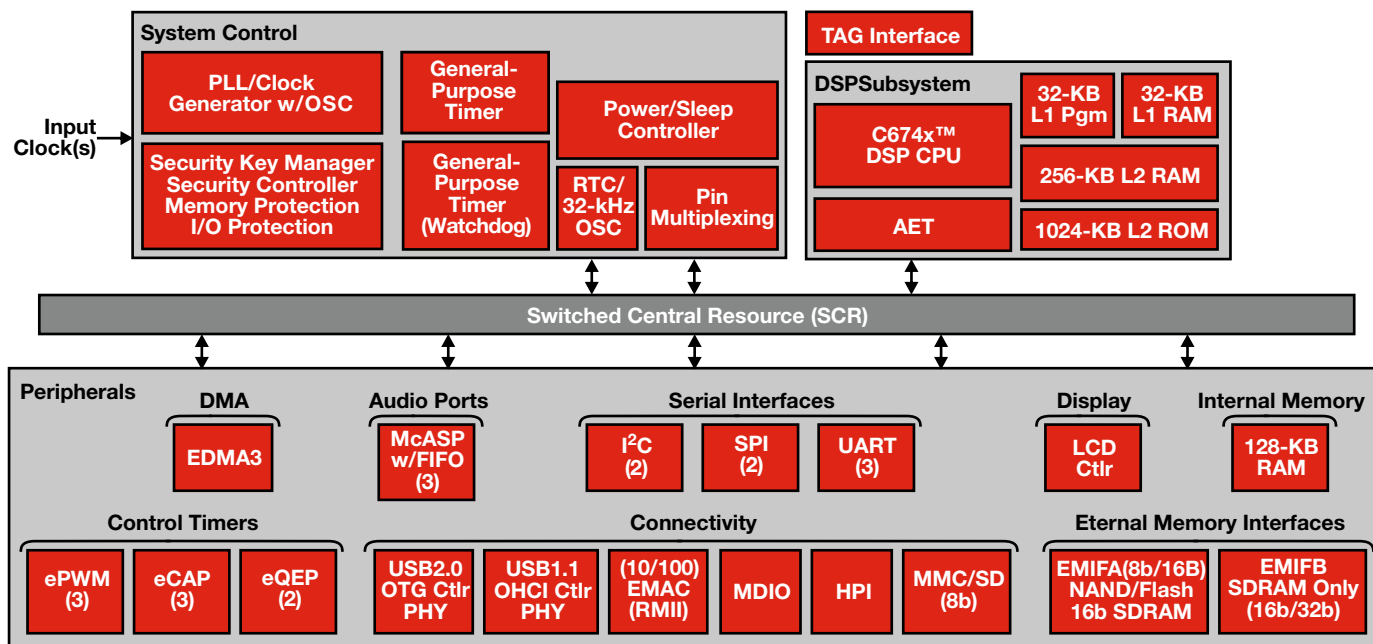 System Control
PLL/Clock
Generator w/OSC
General-
Purpose
Timer
Power/Sleep
Controller
Input
Clock(s)
Security Key Manager
Security Controller
Memory Protection
I/O Protection
General-
Purpose
Timer
(Watchdog)
RTC/
32-kHz
OSC
Pin
Multiplexing
TAG Interface
DSPSubsystem
C674x™
DSP CPU
AET
32-KB
L1 Pgm
32-KB
L1 RAM
256-KB L2 RAM
1024-KB L2 ROM
Switched Central Resource (SCR)
Peripherals
DMA
EDMA3
Audio Ports
McASP
w/FIFO
(3)
Serial Interfaces
I²C
(2)
SPI
(2)
UART
(3)
Display
LCD
Ctlr
Internal Memory
128-KB
RAM
Control Timers
ePWM
(3)
eCAP
(3)
eQEP
(2)
Connectivity
USB2.0
OTG Ctlr
PHY
USB1.1
OHCI Ctlr
PHY
(10/100)
EMAC
(RMII)
MDIO
HPI
MMC/SD
(8b)
Eternal Memory Interfaces
EMIFA(8b/16B)
NAND/Flash
16b SDRAM
EMIFB
SDRAM Only
(16b/32b)